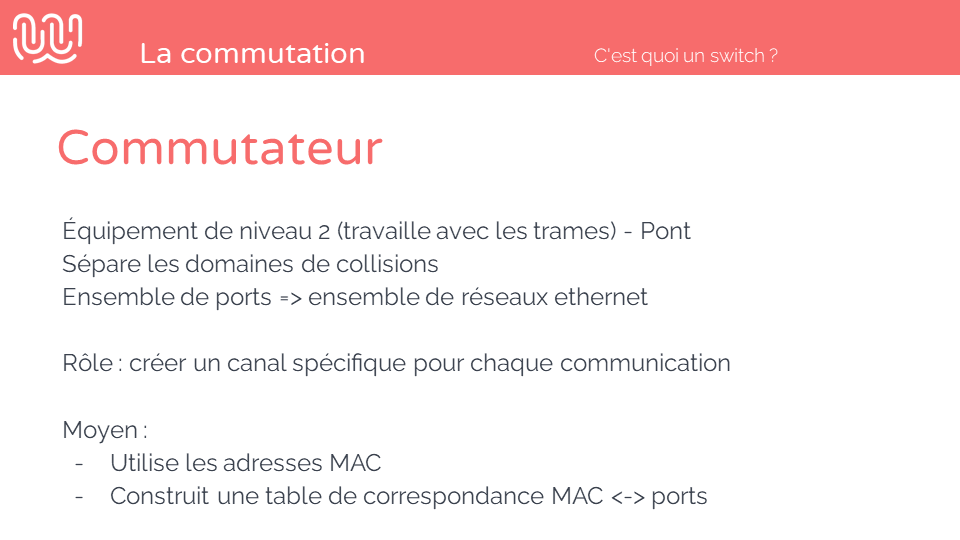 La commutation
C'est quoi un switch ?
Commutateur
Équipement de niveau 2 (travaille avec les trames) - Pont
Sépare les domaines de collisions
Ensemble de ports => ensemble de réseaux ethernet
Rôle : créer un canal spécifique pour chaque communication
Moyen :
- Utilise les adresses MAC
- Construit une table de correspondance MAC <-> ports